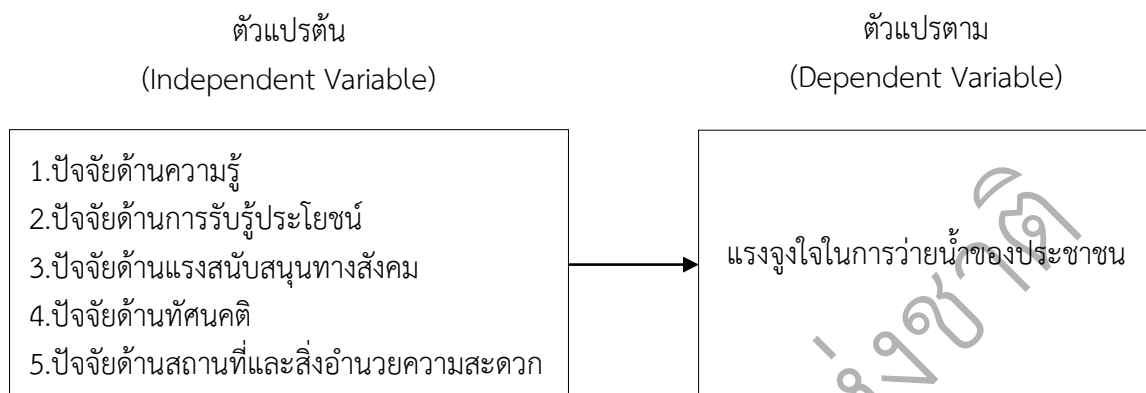 ตัวแปรต้น
(Independent Variable)
ตัวแปรตาม
(Dependent Variable)
1.ปัจจัยด้านความรู้
2.ปัจจัยด้านการรับรู้ประโยชน์
3.ปัจจัยด้านแรงสนับสนุนทางสังคม
4.ปัจจัยด้านทัศนคติ
5.ปัจจัยด้านสถานที่และสิ่งอำนวยความสะดวก
แรงจูงใจในการว่ายน้ำของประชาชน
ห่งชาติ